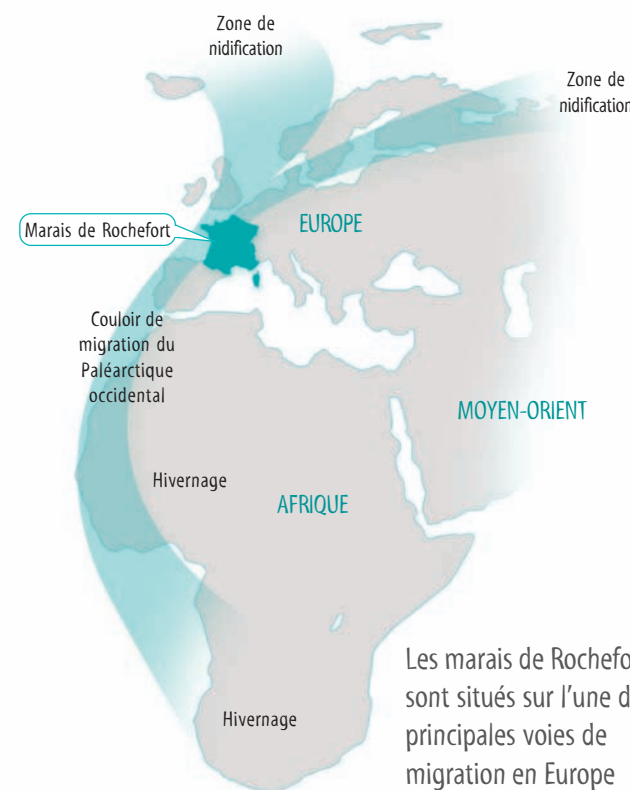 Zone de
nidification
Zone de
nidification
Marais de Rochefort
EUROPE
Couloir de
migration du
Paléarctique
occidental
MOYEN-ORIENT
Hivernage
AFRIQUE
Les marais de Rochefo
sont situés sur l’une d
principales voies de
migration en Europe
Hivernage